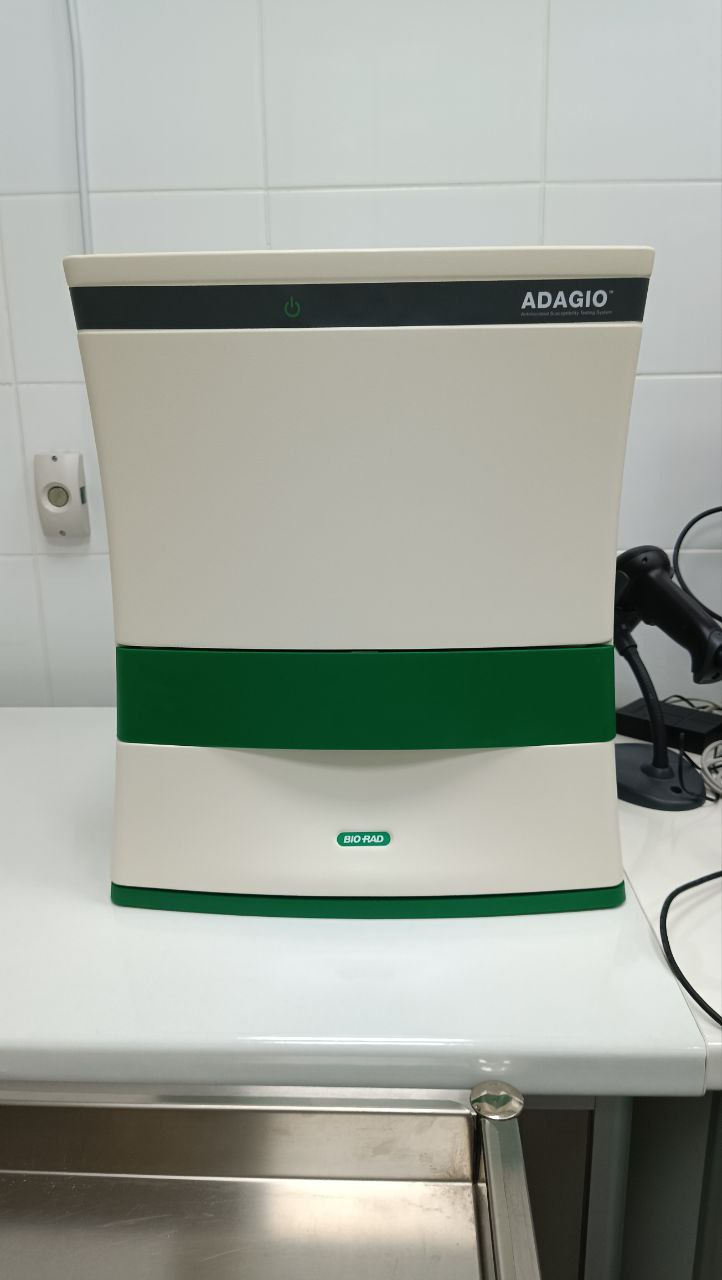 ADAGIO™
Antimicrobial Susceptibility Testing System
BIO-RAD